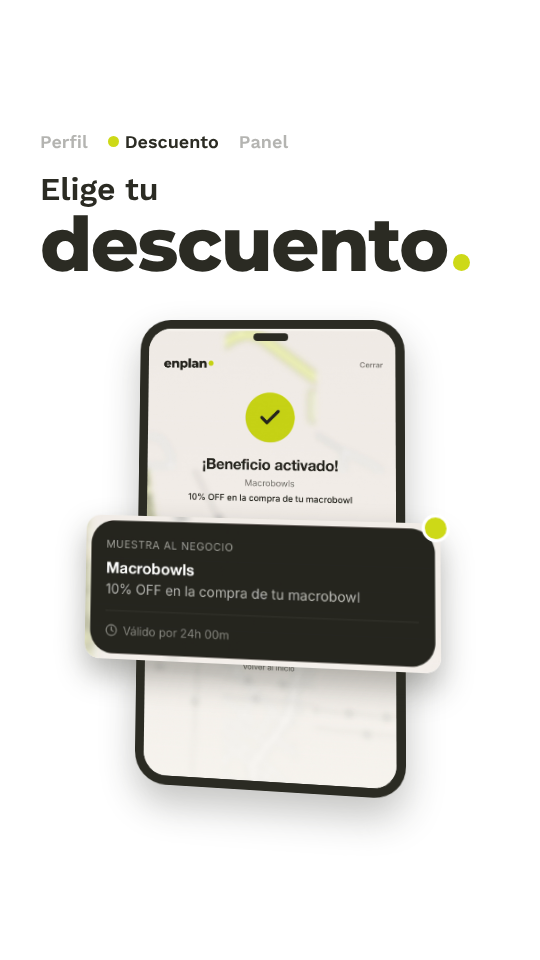 Perfil Descuento Panel
Elige tu
descuento.
enplan
Cerrar
¡Beneficio activado!
Macrobowls
10% OFF en la compra de tu macrobowl
MUESTRA AL NEGOCIO
Macrobowls
10% OFF en la compra de tu macrobowl
Válido por 24h 00m
Volver al inicio